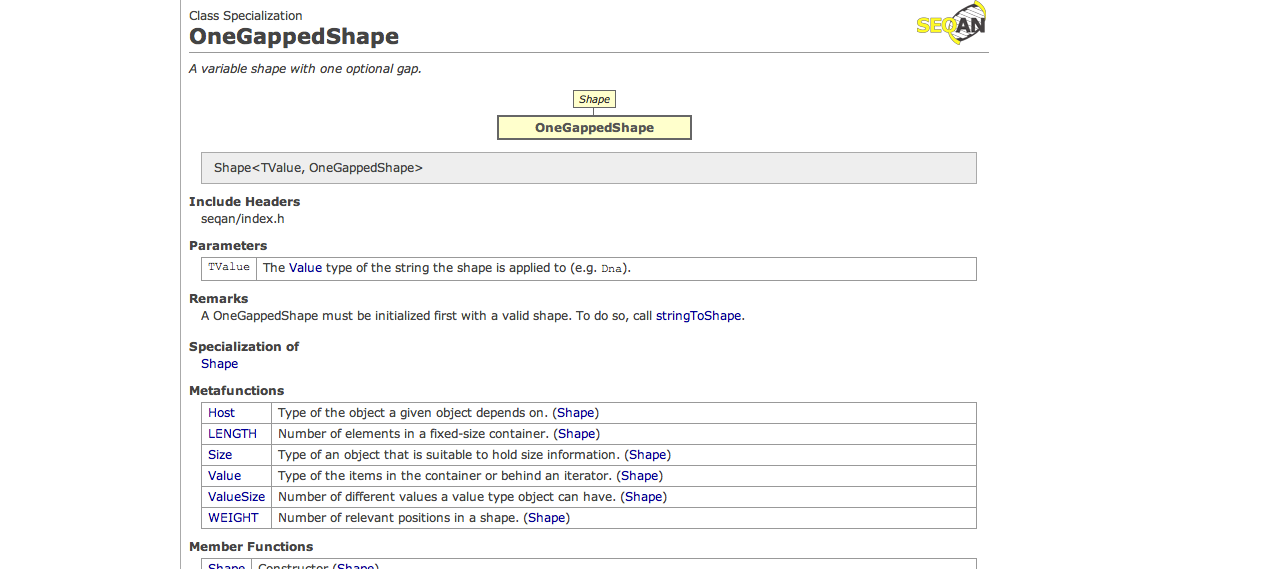 Class Specialization
OneGappedShape
SEQAN
A variable shape with one optional gap.
Shape
OneGappedShape
Shape<TValue, OneGappedShape>
Include Headers
seqan/index.h
Parameters
TValue The Value type of the string the shape is applied to (e.g. Dna).
Remarks
A OneGappedShape must be initialized first with a valid shape. To do so, call stringToShape.
Specialization of
Shape
Metafunctions
Host Type of the object a given object depends on. (Shape)
LENGTH Number of elements in a fixed-size container. (Shape)
Size Type of an object that is suitable to hold size information. (Shape)
Value Type of the items in the container or behind an iterator. (Shape)
ValueSize Number of different values a value type object can have. (Shape)
WEIGHT Number of relevant positions in a shape. (Shape)
Member Functions
Shape Constructor (Shape)